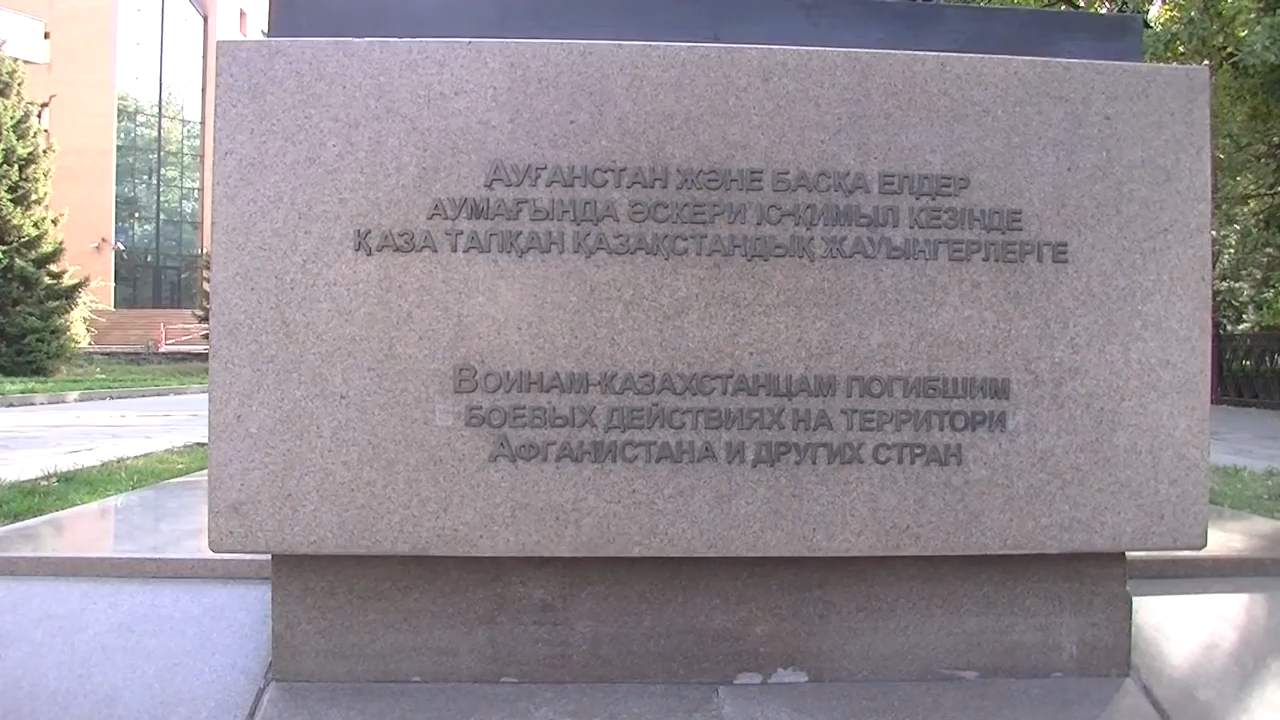 Ауғанстан және басқа елдер
аумағында әскери іс-қимыл кезінде
қаза тапқан қазақстандық жауынгерлерге
Воинам-казахстанцам погибшим
боевых действиях на территори
Афганистана и других стран